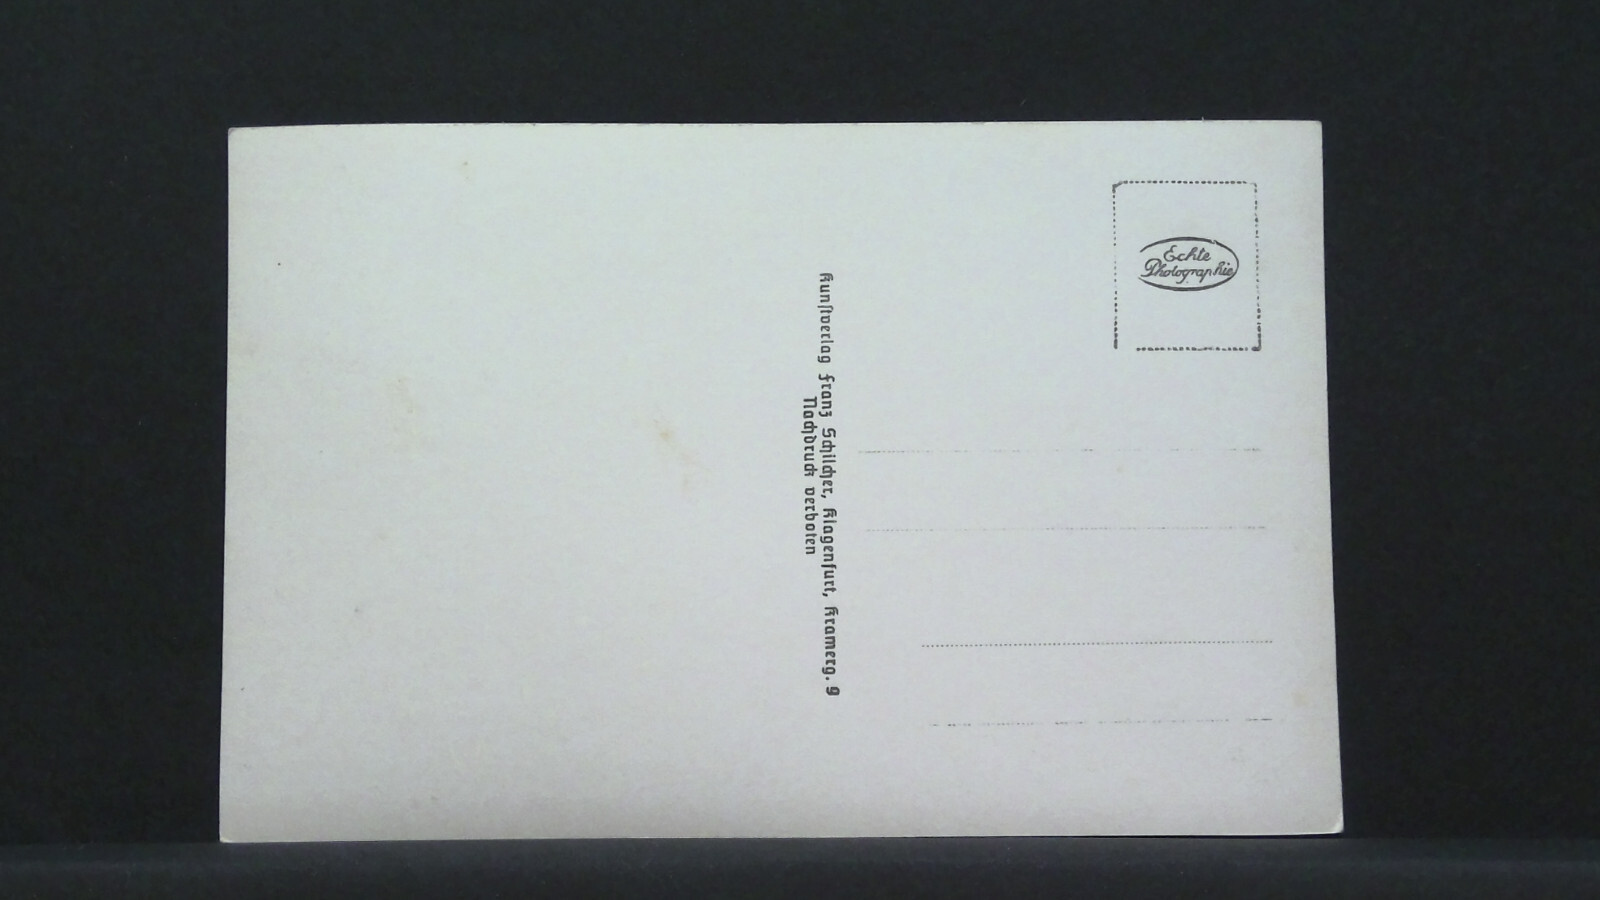 Echte
Photographie
Kunstverlag Franz Schilcher, Klagenfurt, Kramerg. 9
Nachdruck verboten